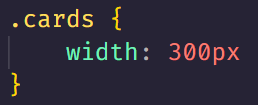 .cards {
    width: 300px
}